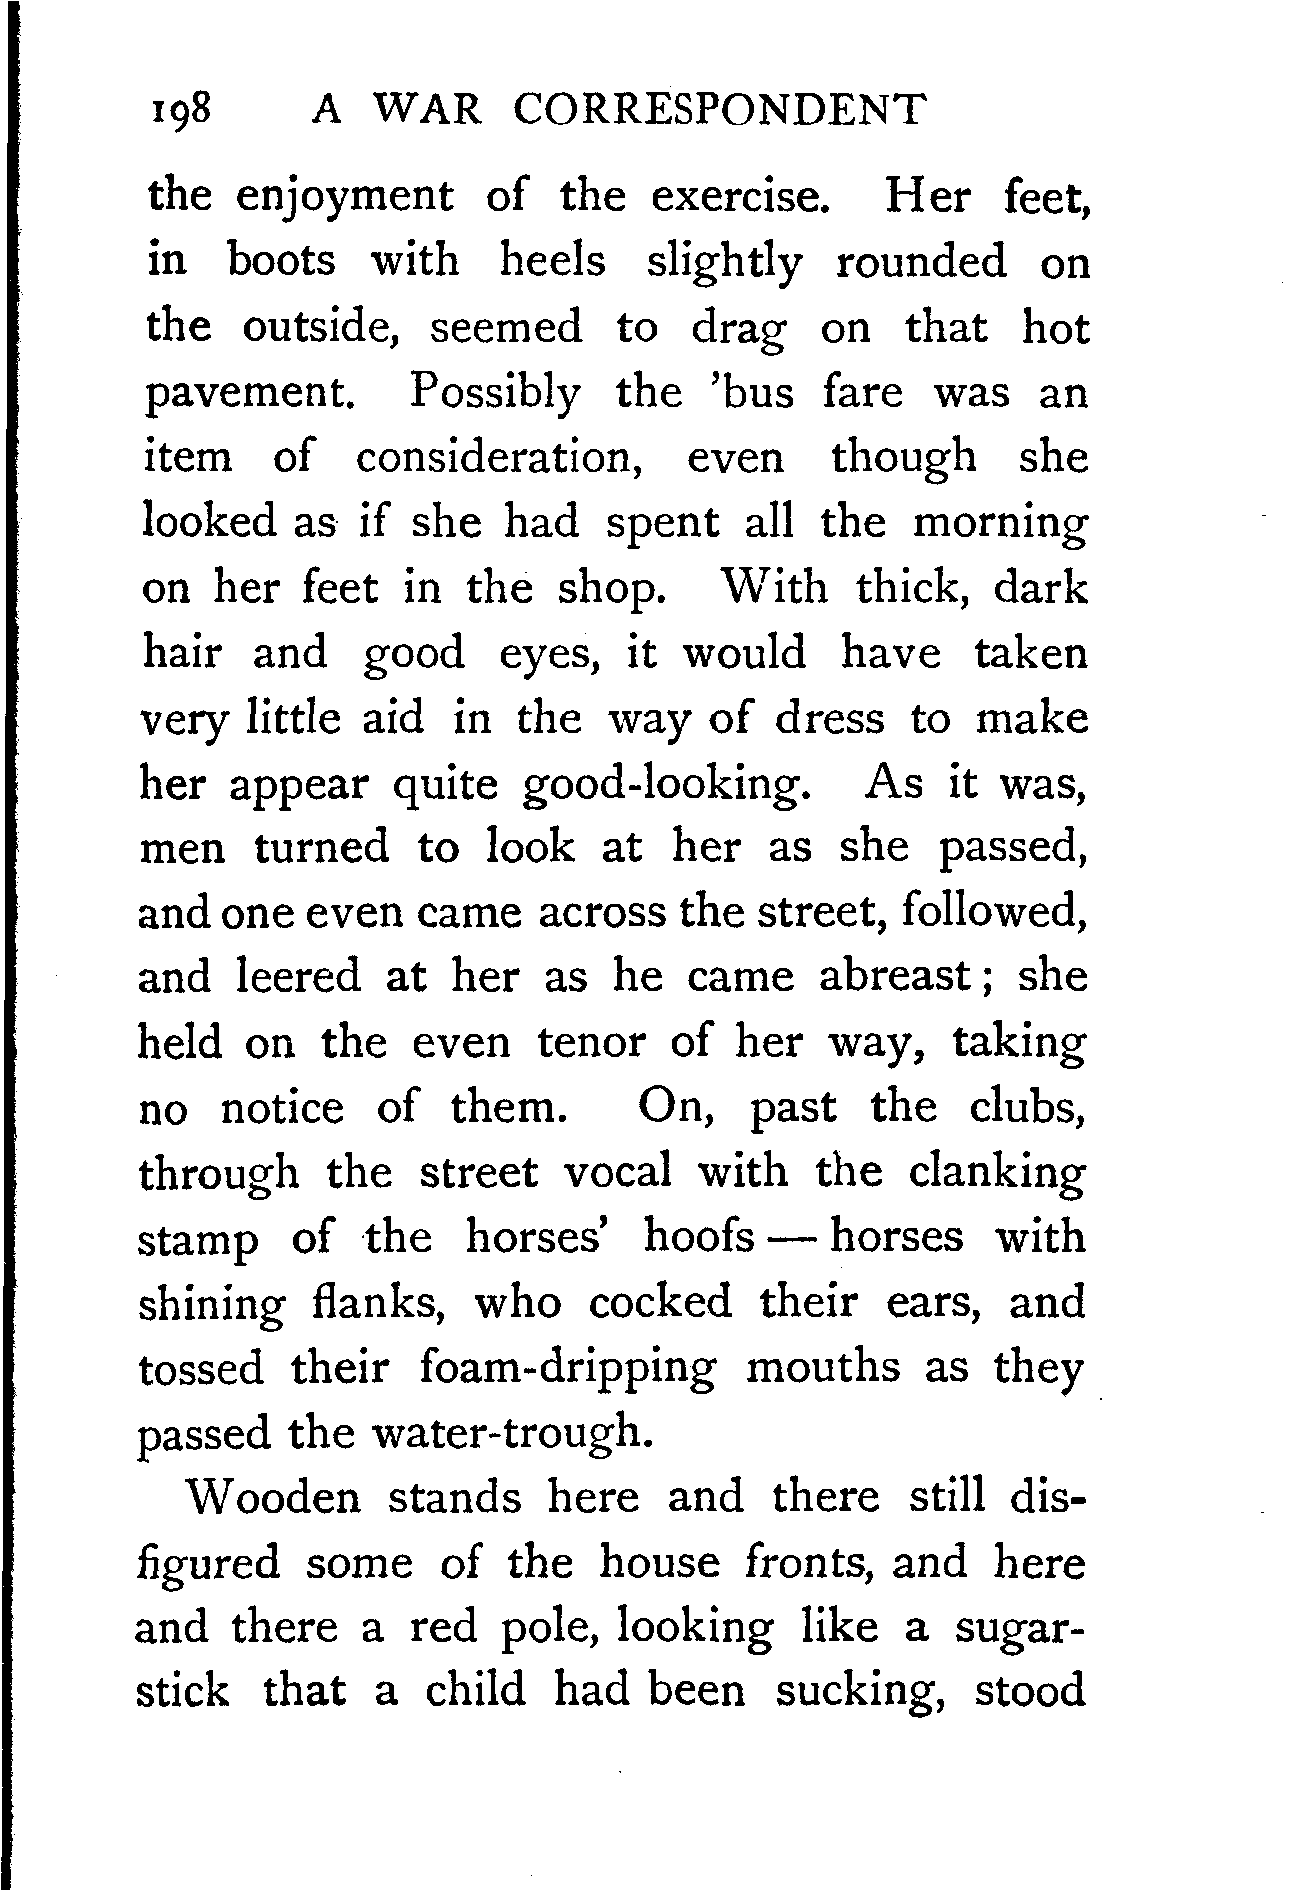 198 A WAR CORRESPONDENT
the enjoyment of the exercise. Her feet,
in boots with heels slightly rounded on
the outside, seemed to drag on that hot
pavement. Possibly the ’bus fare was an
item of consideration, even though she
looked as if she had spent all the morning
on her feet in the shop. With thick, dark
hair and good eyes, it would have taken
very little aid in the way of dress to make
her appear quite good-looking. As it was,
men turned to look at her as she passed,
and one even came across the street, followed,
and leered at her as he came abreast; she
held on the even tenor of her way, taking
no notice of them. On, past the clubs,
through the street vocal with the clanking
stamp of the horses’ hoofs — horses with
shining flanks, who cocked their ears, and
tossed their foam-dripping mouths as they
passed the water-trough.
Wooden stands here and there still dis-
figured some of the house fronts, and here
and there a red pole, looking like a sugar-
stick that a child had been sucking, stood